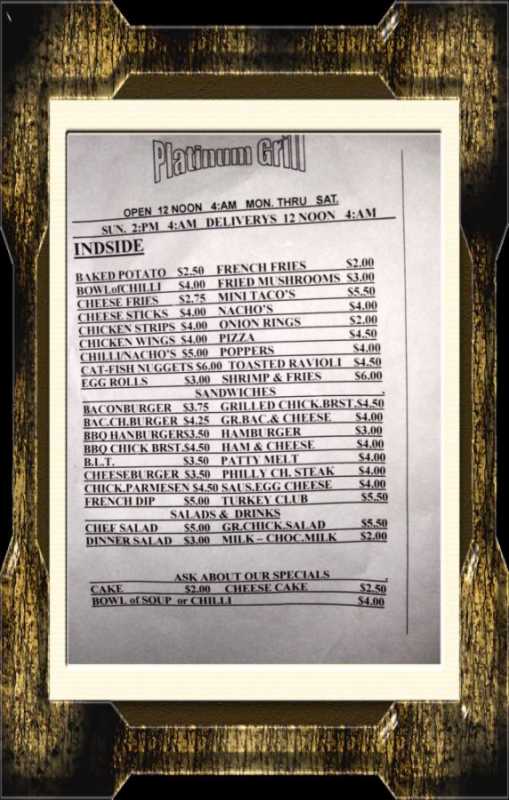 Platinum Grill
OPEN 12 NOON 4:AM MON. THRU SAT.
SUN. 2:PM 4:AM DELIVERYS 12 NOON 4:AM
INDSIDE
BAKED POTATO $2.50 FRENCH FRIES $2.00
BOWLofCHILLI $4.00 FRIED MUSHROOMS $3.00
CHEESE FRIES $2.75 MINI TACO'S $5.50
CHEESE STICKS $4.00 NACHO'S $4.00
CHICKEN STRIPS $4.00 ONION RINGS $2.00
CHICKEN WINGS $4.00 PIZZA $4.50
CHILLI/NACHO'S $5.00 POPPERS $4.00
CAT-FISH NUGGETS $6.00 TOASTED RAVIOLI $4.50
EGG ROLLS $3.00 SHRIMP & FRIES $6.00
SANDWICHES .
BACONBURGER $3.75 GRILLED CHICK.BRST.$4.50
BAC.CH.BURGER $4.25 GR.BAC.& CHEESE $4.00
BBQ HANBURGER$3.50 HAMBURGER $3.00
BBQ CHICK BRST.$4.50 HAM & CHEESE $4.00
B.L.T. $3.50 PATTY MELT $4.00
CHEESEBURGER $3.50 PHILLY CH. STEAK $4.00
CHICK.PARMESEN $4.50 SAUS.EGG CHEESE $4.00
FRENCH DIP $5.00 TURKEY CLUB $5.50
SALADS & DRINKS
CHEF SALAD $5.00 GR.CHICK.SALAD $5.50
DINNER SALAD $3.00 MILK – CHOC.MILK $2.00
ASK ABOUT OUR SPECIALS .
CAKE $2.00 CHEESE CAKE $2.50
BOWL of SOUP or CHILLI $4.00